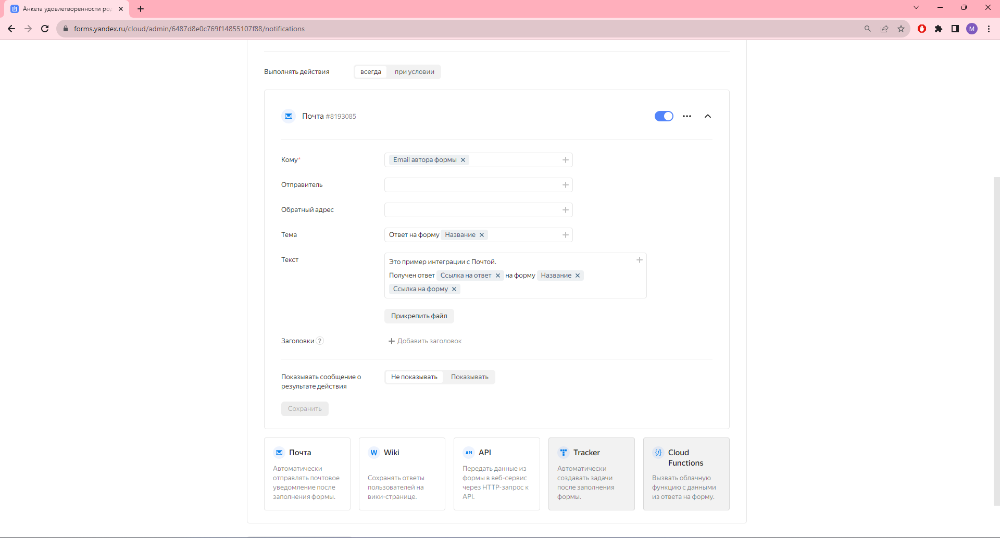 Анкета удовлетворенности род
forms.yandex.ru/cloud/admin/6487d8e0c769f14855107f88/notifications
M
Выполнять действия всегда при условии
Почта #8193085
Кому* Email автора формы
Отправитель
Обратный адрес
Тема Ответ на форму Название
Текст Это пример интеграции с Почтой.
Получен ответ Ссылка на ответ на форму Название
Ссылка на форму
Прикрепить файл
Заголовки ? Добавить заголовок
Показывать сообщение о
результате действия
Не показывать Показывать
Сохранить
Почта
Автоматически
отправлять почтовое
уведомление после
заполнения формы.
W Wiki
Сохранять ответы
пользователей на
вики-странице.
API API
Передать данные из
формы в веб-сервис
через HTTP-запрос к
API.
Tracker
Автоматически
создавать задачи
после заполнения
формы.
{f} Cloud
Functions
Вызвать облачную
функцию с данными
из ответа на форму.